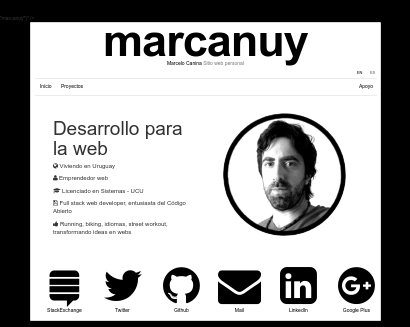 marcanuy
Marcelo Canina Sitio web personal
EN ES
Inicio Proyectos Apoyo
Desarrollo para
la web
Viviendo en Uruguay
Emprendedor web
Licenciado en Sistemas - UCU
Full stack web developer, entusiasta del Código
Abierto
Running, biking, idiomas, street workout,
transformando ideas en webs
StackExchange Twitter Github Mail LinkedIn Google Plus